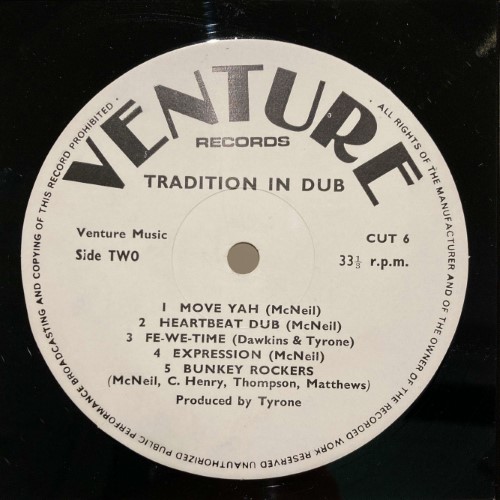 VENTURE
RECORDS
TRADITION IN DUB
Venture Music
CUT 6
Side TWO
33⅓ r.p.m.
1 MOVE YAH (McNeil)
2 HEARTBEAT DUB (McNeil)
3 FE-WE-TIME (Dawkins & Tyrone)
4 EXPRESSION (McNeil)
5 BUNKEY ROCKERS
(McNeil, C. Henry, Thompson, Matthews)
Produced by Tyrone
ALL RIGHTS OF THE MANUFACTURER AND OF THE OWNER OF THE RECORDED WORK RESERVED UNAUTHORIZED PUBLIC PERFORMANCE BROADCASTING AND COPYING OF THIS RECORD PROHIBITED